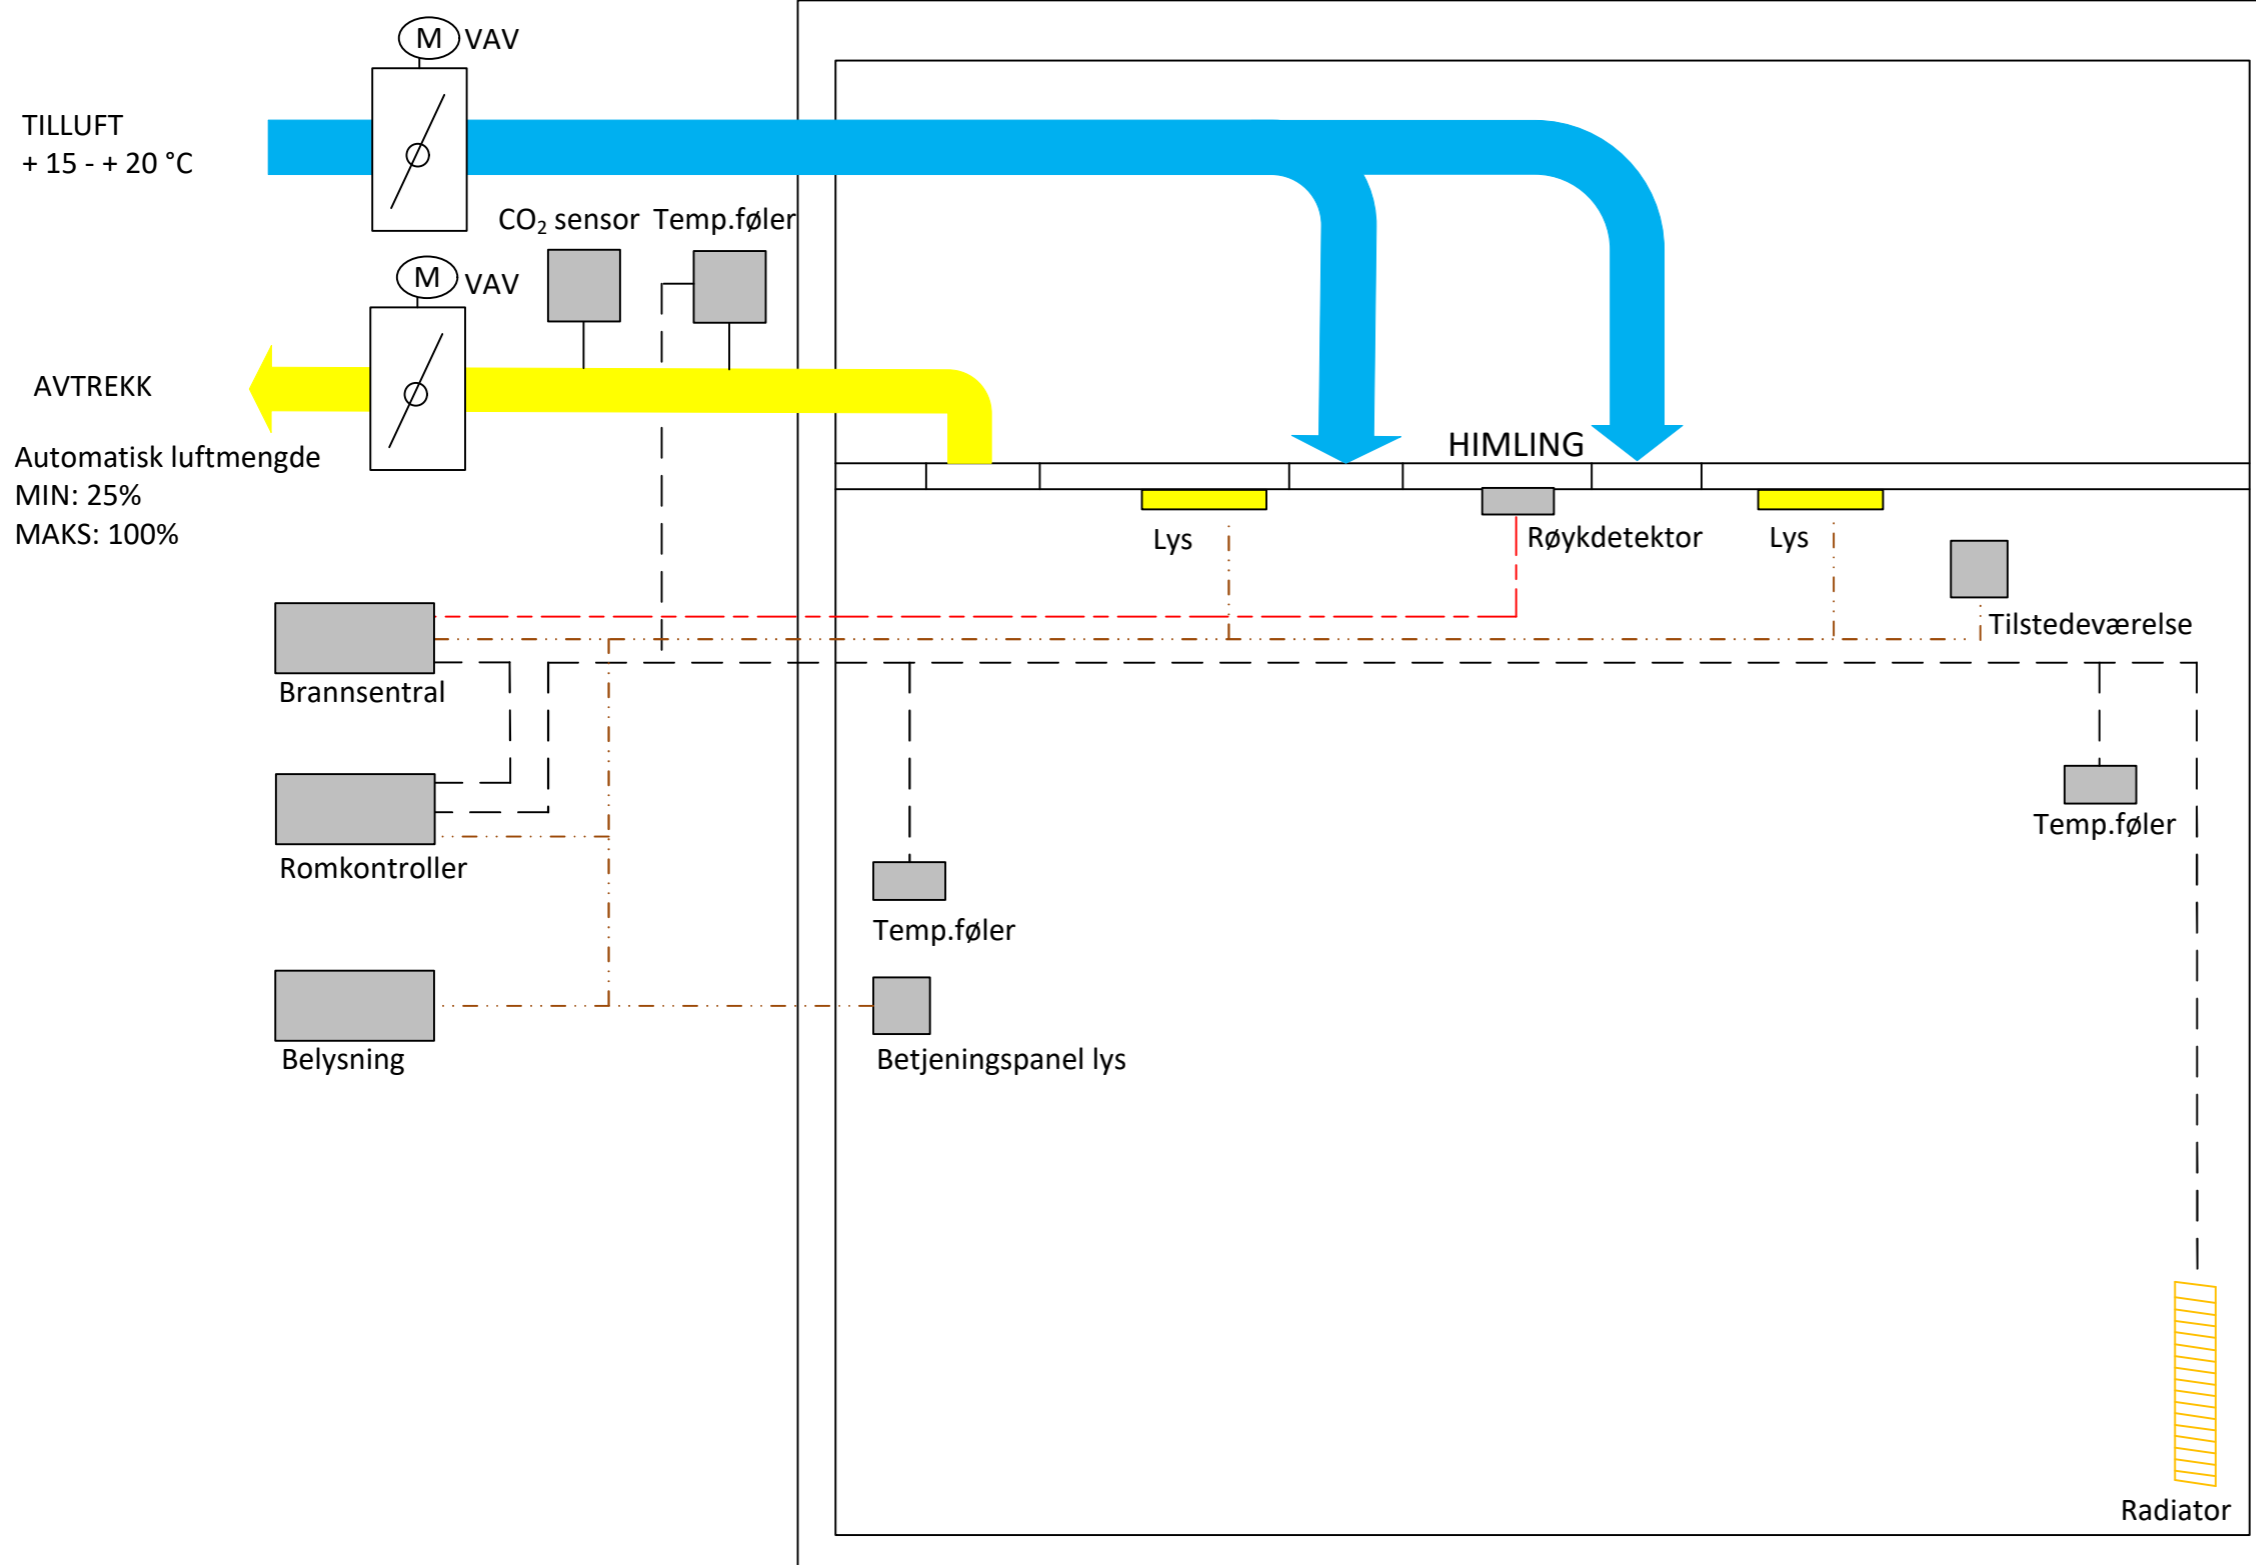 M VAV
TILLUFT
+ 15 - + 20 °C
CO₂ sensor Temp.føler
M VAV
AVTREKK
Automatisk luftmengde
MIN: 25%
MAKS: 100%
HIMLING
Lys
Røykdetektor
Lys
Tilstedeværelse
Brannsentral
Temp.føler
Romkontroller
Temp.føler
Belysning
Betjeningspanel lys
Radiator